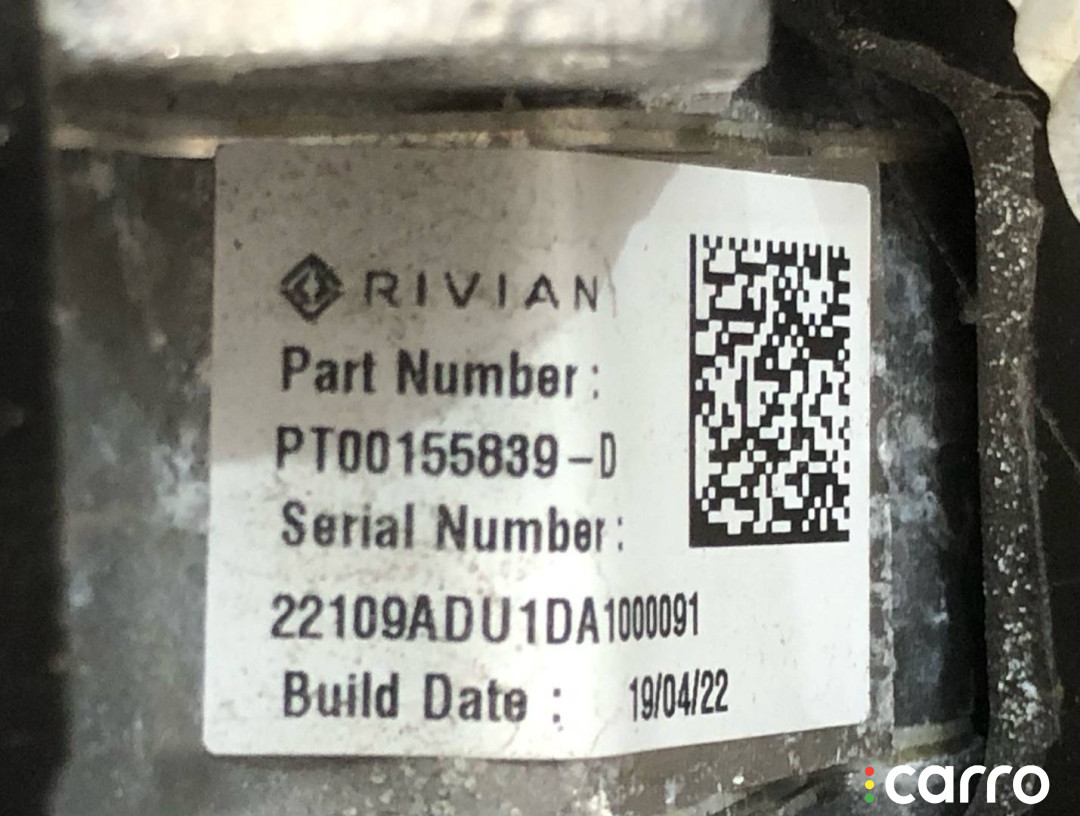 RIVIAN
Part Number:
PT00155839-D
Serial Number:
22109ADU1DA1000091
Build Date : 19/04/22
carro